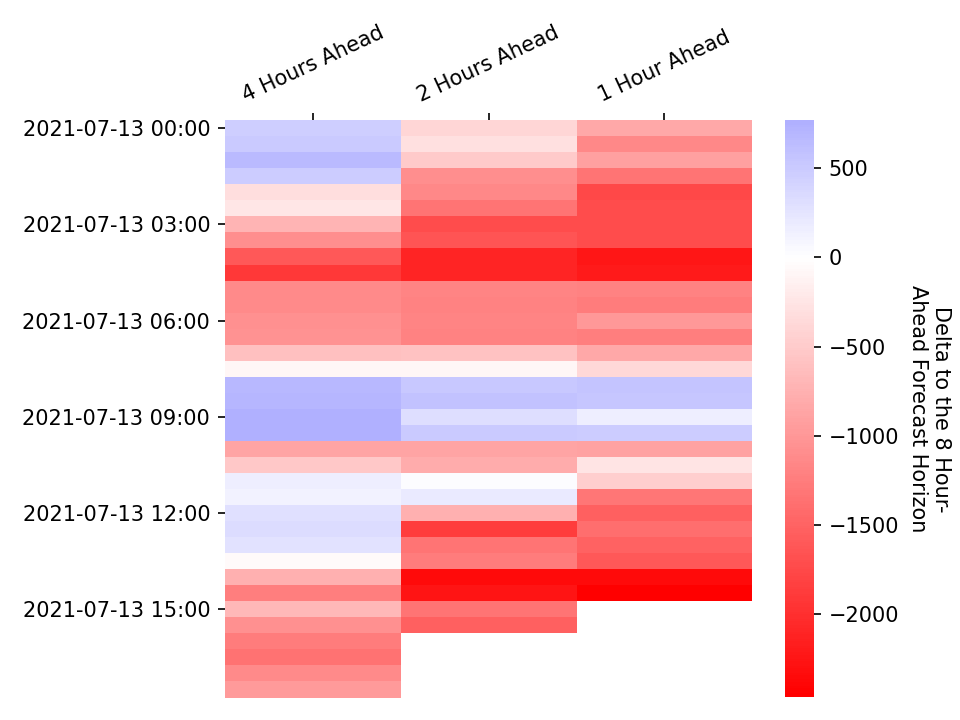 4 Hours Ahead
2 Hours Ahead
1 Hour Ahead
2021-07-13 00:00
2021-07-13 03:00
2021-07-13 06:00
2021-07-13 09:00
2021-07-13 12:00
2021-07-13 15:00
500
0
−500
−1000
−1500
−2000
Delta to the 8 Hour-
Ahead Forecast Horizon